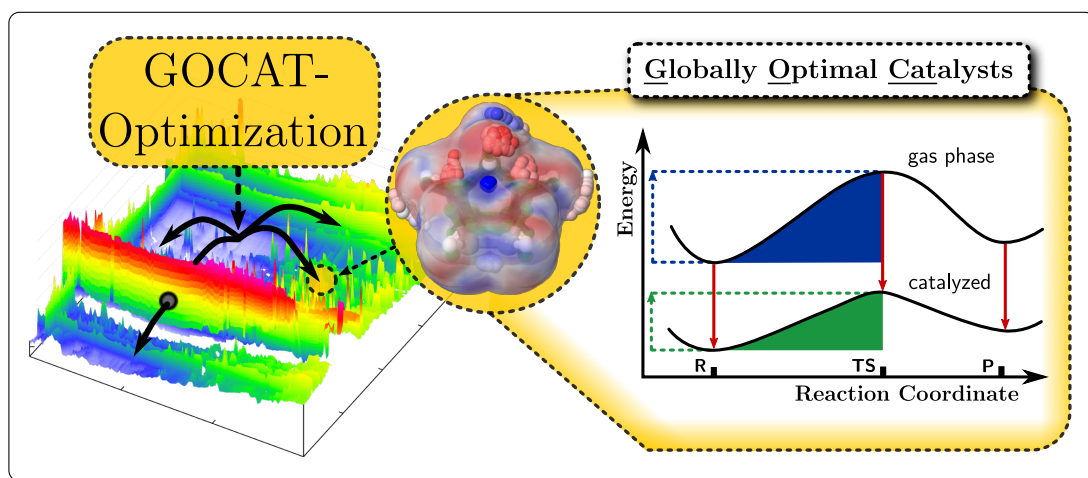 GOCAT-
Optimization
Globally Optimal Catalysts
Energy
gas phase
catalyzed
R
TS
P
Reaction Coordinate